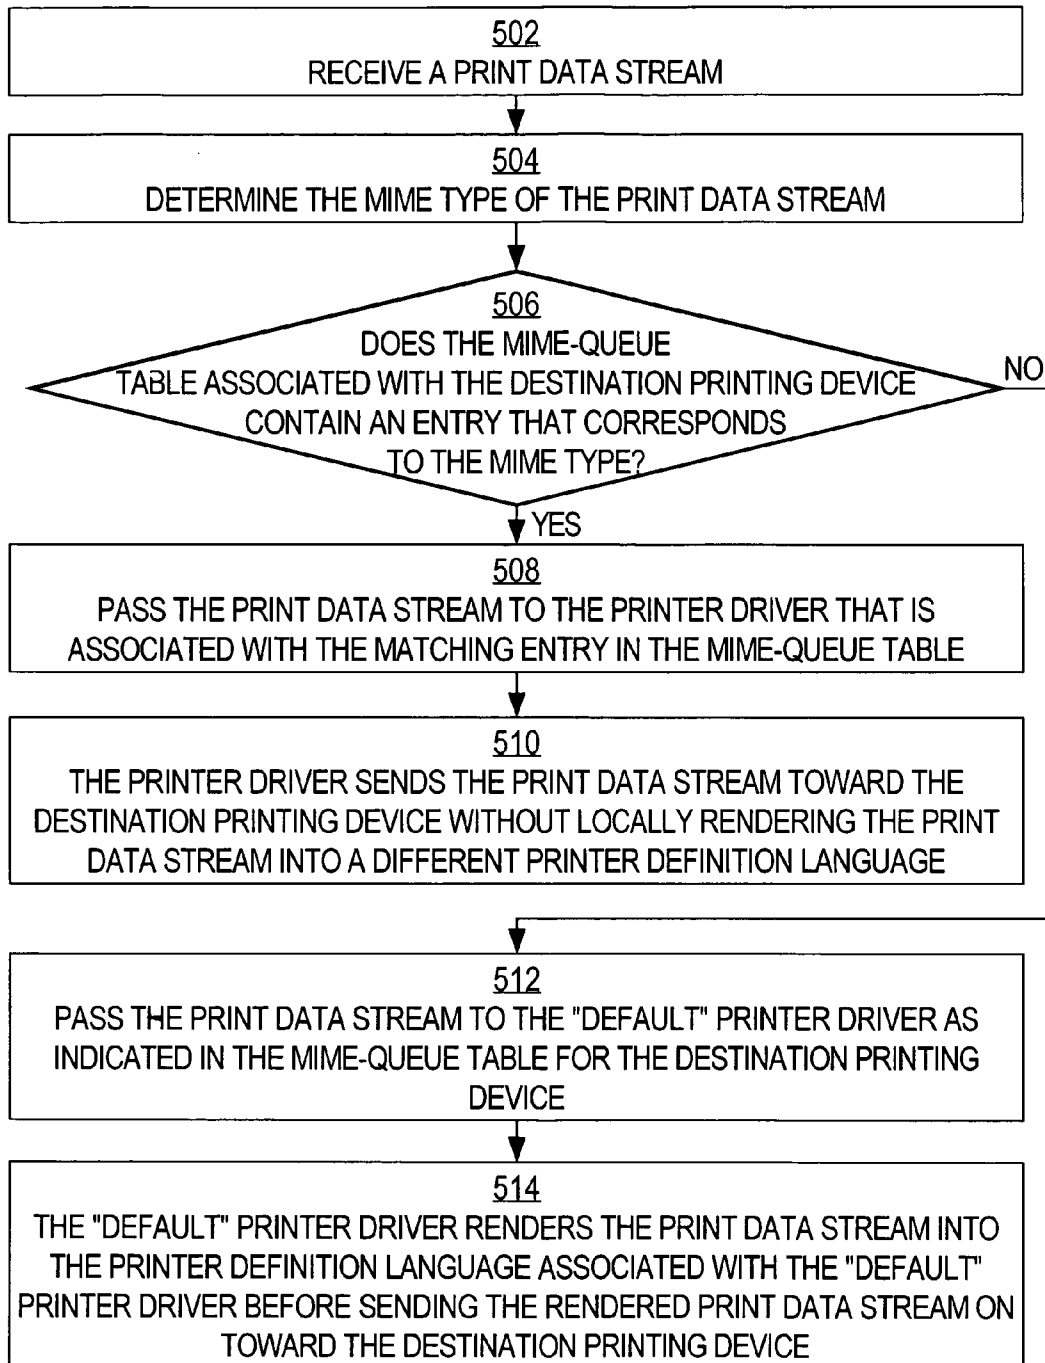 502
RECEIVE A PRINT DATA STREAM
504
DETERMINE THE MIME TYPE OF THE PRINT DATA STREAM
506
DOES THE MIME-QUEUE
TABLE ASSOCIATED WITH THE DESTINATION PRINTING DEVICE
CONTAIN AN ENTRY THAT CORRESPONDS
TO THE MIME TYPE?
NO
YES
508
PASS THE PRINT DATA STREAM TO THE PRINTER DRIVER THAT IS
ASSOCIATED WITH THE MATCHING ENTRY IN THE MIME-QUEUE TABLE
510
THE PRINTER DRIVER SENDS THE PRINT DATA STREAM TOWARD THE
DESTINATION PRINTING DEVICE WITHOUT LOCALLY RENDERING THE PRINT
DATA STREAM INTO A DIFFERENT PRINTER DEFINITION LANGUAGE
512
PASS THE PRINT DATA STREAM TO THE "DEFAULT" PRINTER DRIVER AS
INDICATED IN THE MIME-QUEUE TABLE FOR THE DESTINATION PRINTING
DEVICE
514
THE "DEFAULT" PRINTER DRIVER RENDERS THE PRINT DATA STREAM INTO
THE PRINTER DEFINITION LANGUAGE ASSOCIATED WITH THE "DEFAULT"
PRINTER DRIVER BEFORE SENDING THE RENDERED PRINT DATA STREAM ON
TOWARD THE DESTINATION PRINTING DEVICE